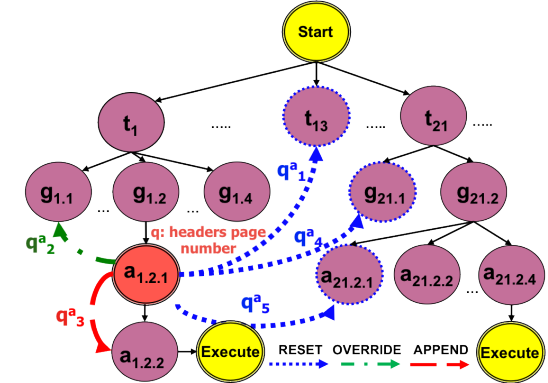 Start
t1 ..... t13 ..... t21 .....
qa1
g1.1 ... g1.2 ... g1.4 g21.1 g21.2
q: headers page
number
qa2 qa4
a1.2.1 a21.2.1 a21.2.2 ... a21.2.4
qa3 qa5
a1.2.2 Execute RESET OVERRIDE APPEND Execute